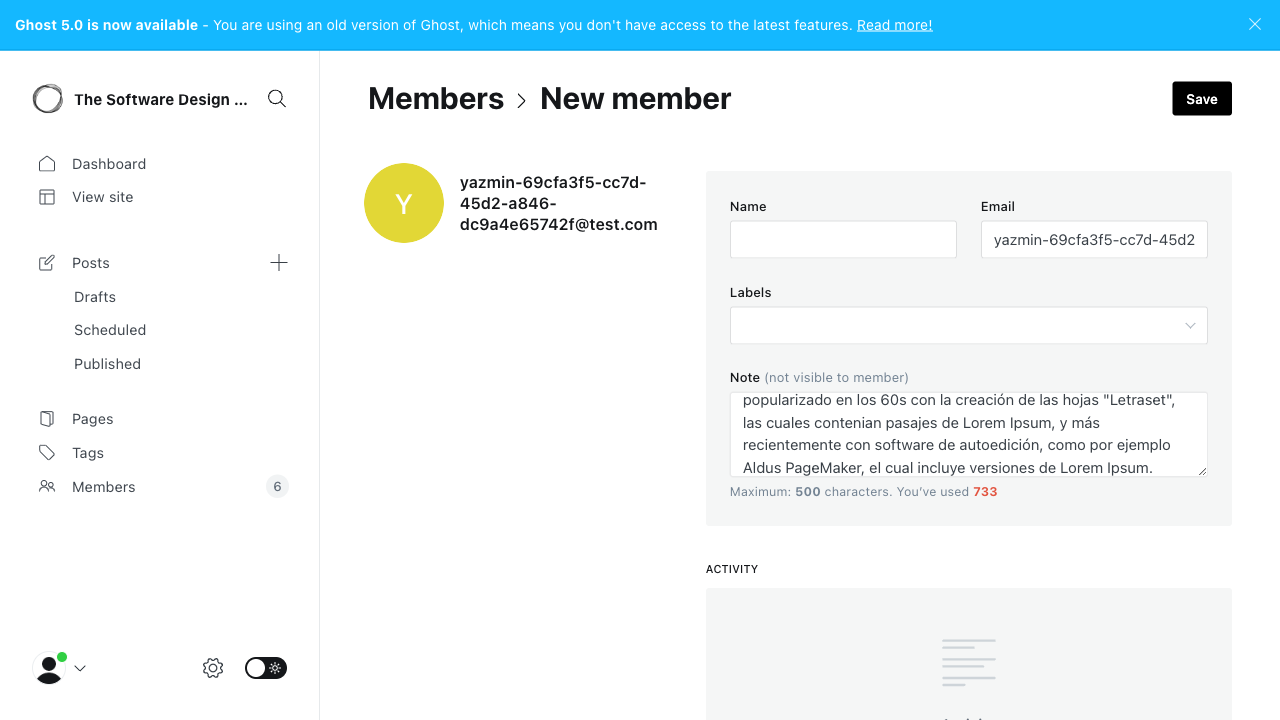 Ghost 5.0 is now available - You are using an old version of Ghost, which means you don't have access to the latest features. Read more!
The Software Design ...
Dashboard
View site
Posts
Drafts
Scheduled
Published
Pages
Tags
Members
6
Members > New member
Save
Y
yazmin-69cfa3f5-cc7d-
45d2-a846-
dc9a4e65742f@test.com
Name
Email
yazmin-69cfa3f5-cc7d-45d2
Labels
Note (not visible to member)
popularizado en los 60s con la creación de las hojas "Letraset",
las cuales contenian pasajes de Lorem Ipsum, y más
recientemente con software de autoedición, como por ejemplo
Aldus PageMaker, el cual incluye versiones de Lorem Ipsum.
Maximum: 500 characters. You've used 733
ACTIVITY